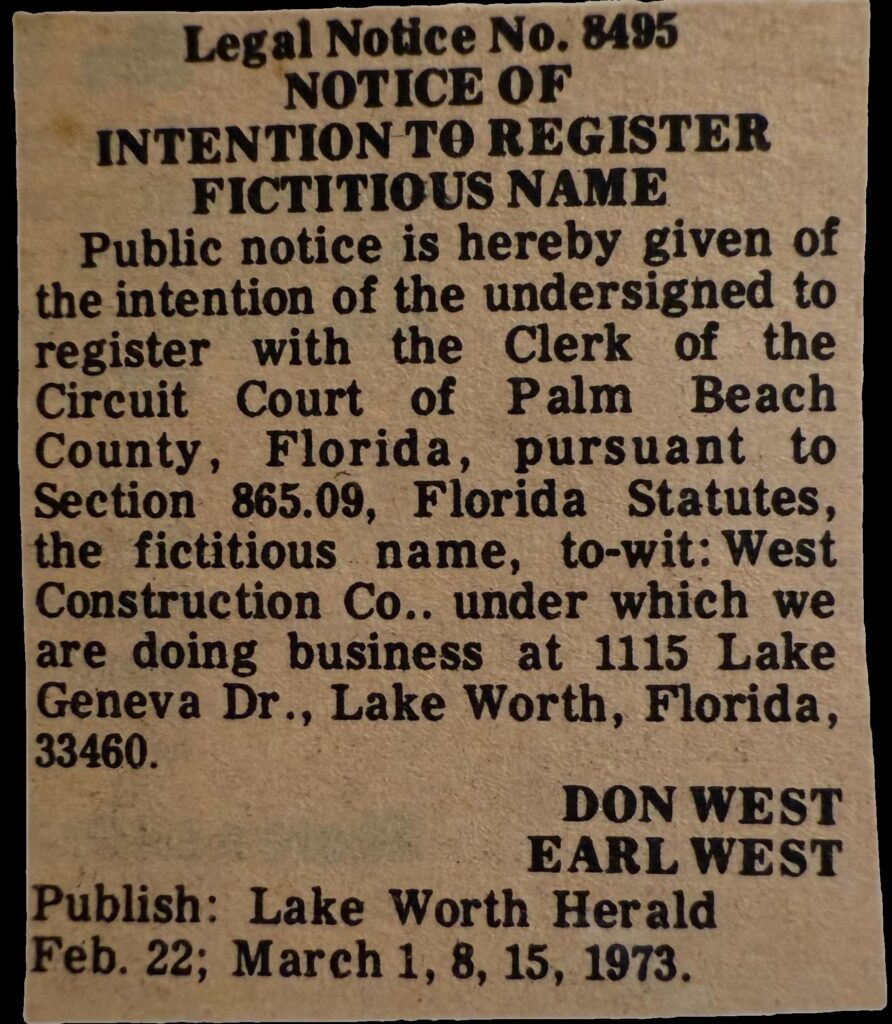 Legal Notice No. 8495
NOTICE OF
INTENTION TO REGISTER
FICTITIOUS NAME
Public notice is hereby given of
the intention of the undersigned to
register with the Clerk of the
Circuit Court of Palm Beach
County, Florida, pursuant to
Section 865.09, Florida Statutes,
the fictitious name, to-wit: West
Construction Co.. under which we
are doing business at 1115 Lake
Geneva Dr., Lake Worth, Florida,
33460.
DON WEST
EARL WEST
Publish: Lake Worth Herald
Feb. 22; March 1, 8, 15, 1973.